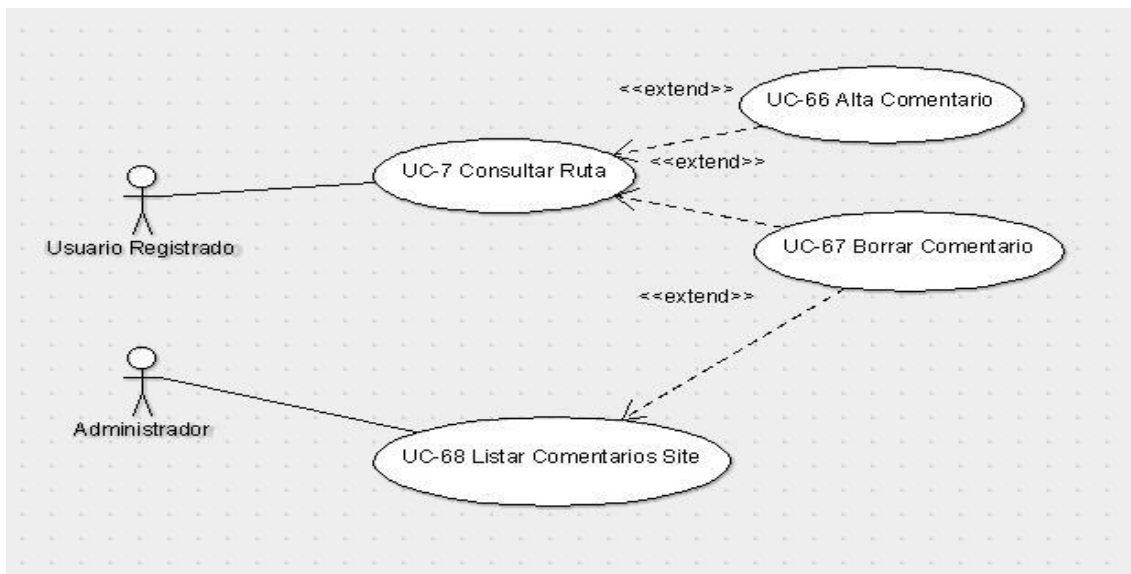 <<extend>>
UC-66 Alta Comentario
<<extend>>
UC-7 Consultar Ruta
Usuario Registrado
UC-67 Borrar Comentario
<<extend>>
Administrador
UC-68 Listar Comentarios Site